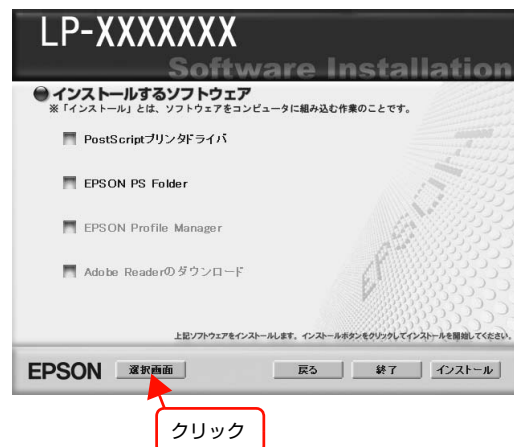 LP-XXXXXXX
Software Installation
インストールするソフトウェア
※「インストール」とは、ソフトウェアをコンピュータに組み込む作業のことです。
PostScriptプリンタドライバ
EPSON PS Folder
EPSON Profile Manager
Adobe Readerのダウンロード
EPSON
上記ソフトウェアをインストールします。インストールボタンをクリックしてインストールを開始してください。
EPSON 選択画面 戻る 終了 インストール
クリック